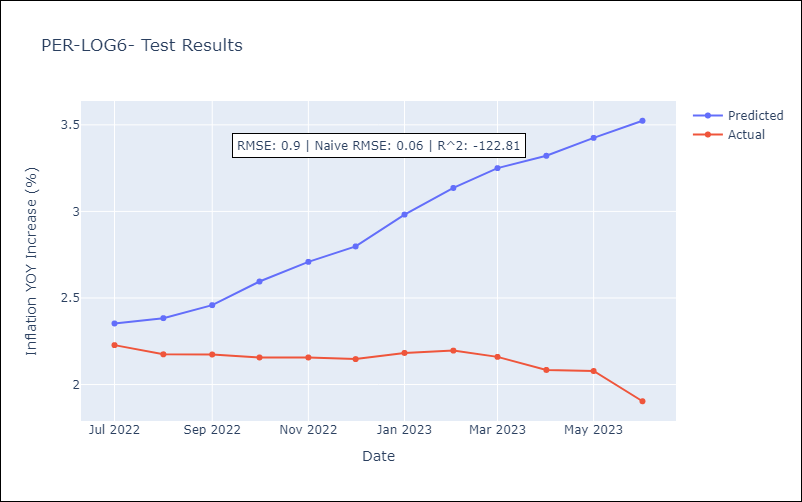 PER-LOG6- Test Results
3.5
3
2.5
2
Inflation YOY Increase (%)
RMSE: 0.9 | Naive RMSE: 0.06 | R^2: -122.81
Predicted
Actual
Jul 2022
Sep 2022
Nov 2022
Jan 2023
Mar 2023
May 2023
Date